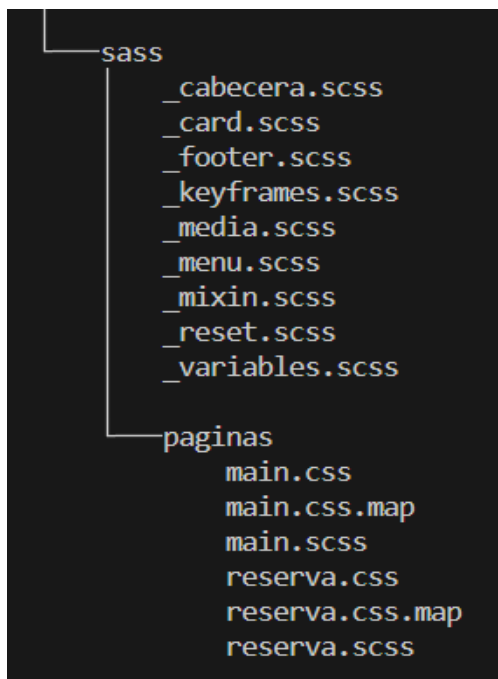 sass
_cabecera.scss
_card.scss
_footer.scss
_keyframes.scss
_media.scss
_menu.scss
_mixin.scss
_reset.scss
_variables.scss
paginas
main.css
main.css.map
main.scss
reserva.css
reserva.css.map
reserva.scss